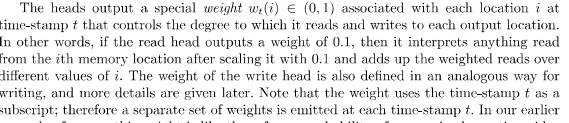 The heads output a special weight wₜ(i) ∈ (0, 1) associated with each location i at
time-stamp t that controls the degree to which it reads and writes to each output location.
In other words, if the read head outputs a weight of 0.1, then it interprets anything read
from the ith memory location after scaling it with 0.1 and adds up the weighted reads over
different values of i. The weight of the write head is also defined in an analogous way for
writing, and more details are given later. Note that the weight uses the time-stamp t as a
subscript; therefore a separate set of weights is emitted at each time-stamp t. In our earlier